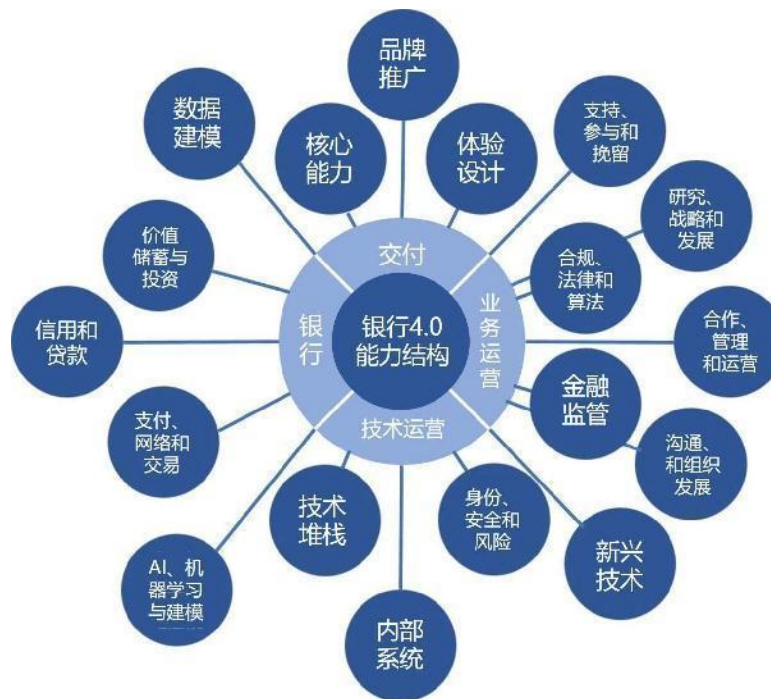 品牌
推广
数据
建模
核心
能力
体验
设计
支持、
参与和
挽留
价值
储蓄与
投资
交付
合规、
法律和
算法
研究、
战略和
发展
信用和
贷款
银行
银行4.0
能力结构
业务运营
合作、
管理
和运营
支付、
网络和
交易
技术运营
金融
监管
沟通、
和组织
发展
AI、机
器学习
与建模
技术
堆栈
身份、
安全和
风险
新兴
技术
内部
系统